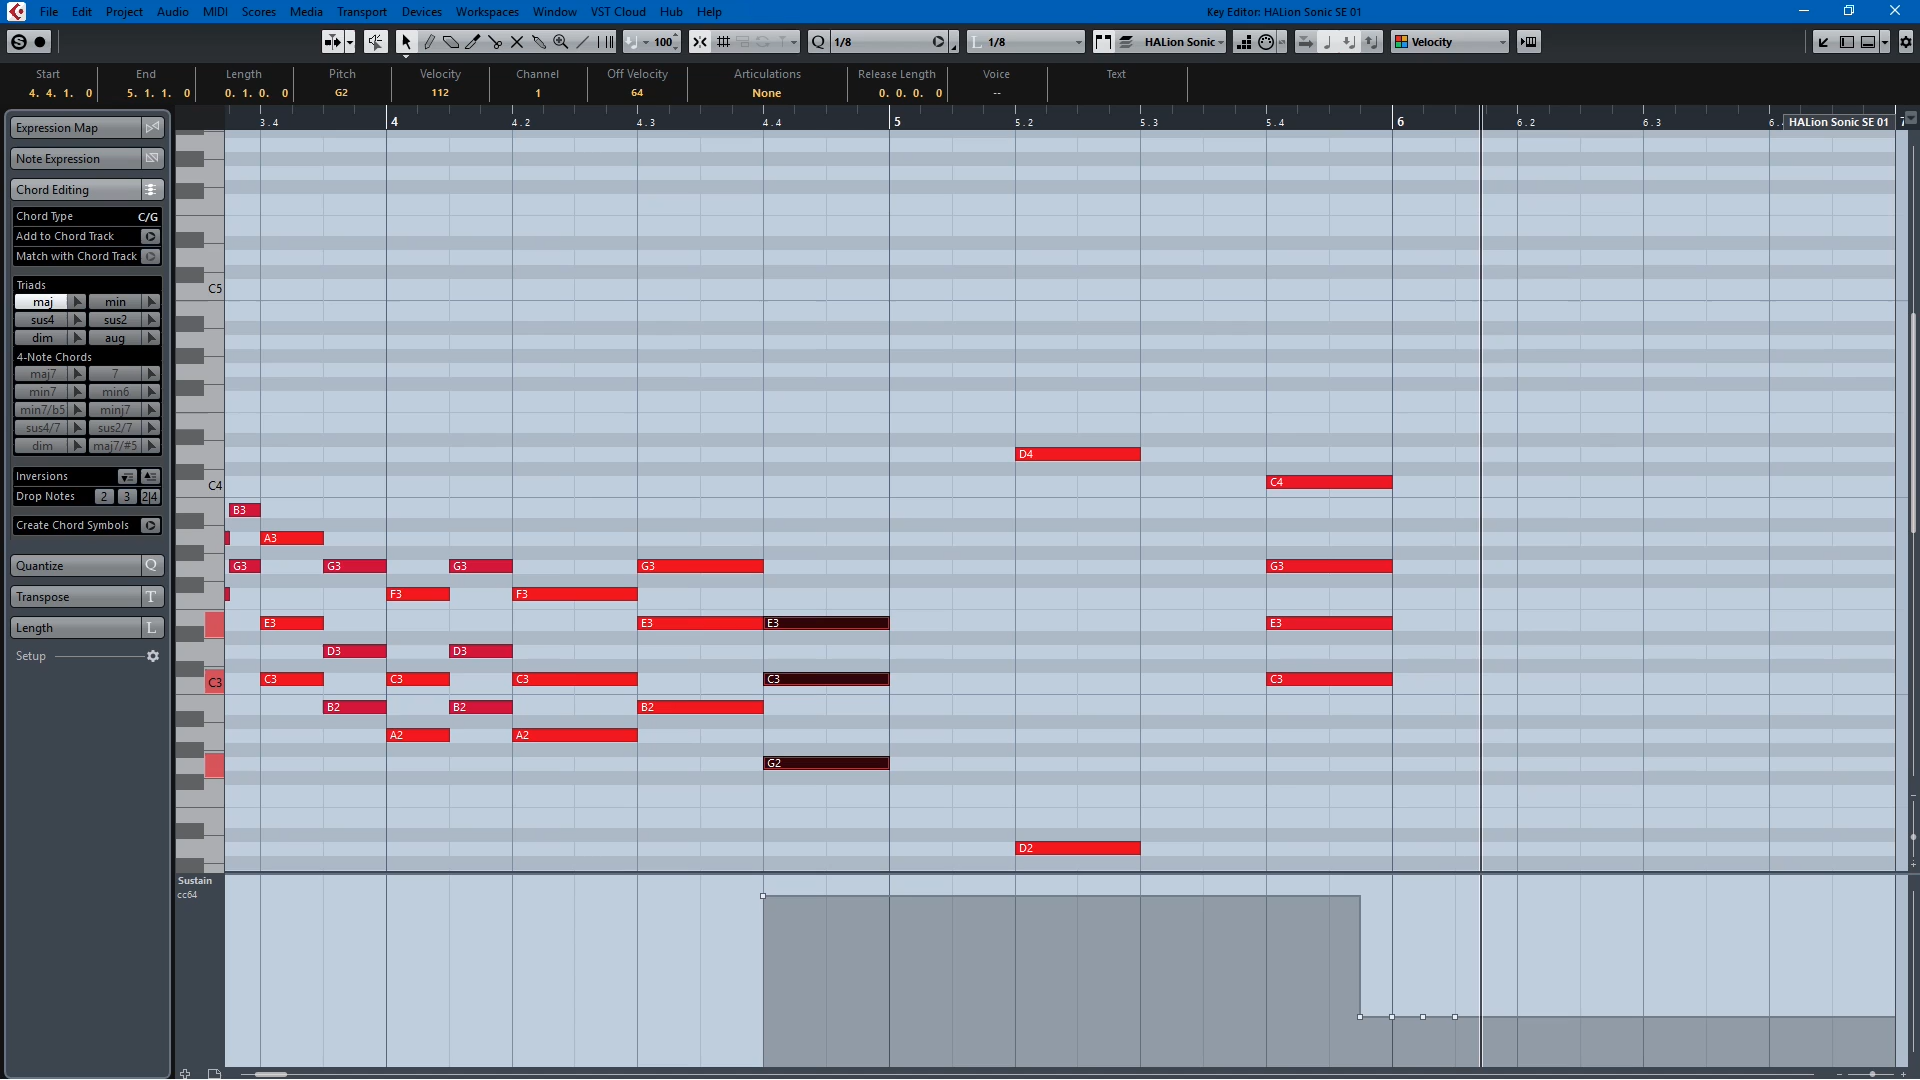 File Edit Project Audio MIDI Scores Media Transport Devices Workspaces Window VST Cloud Hub Help
Key Editor: HALion Sonic SE 01
100 Q 1/8 L 1/8 HALion Sonic Velocity
Start End Length Pitch Velocity Channel Off Velocity Articulations Release Length Voice Text
4. 4. 1. 0 5. 1. 1. 0 0. 1. 0. 0 G2 112 1 64 None 0. 0. 0. 0 --
3.4 4 4.2 4.3 4.4 5 5.2 5.3 5.4 6 6.2 6.3 6. HALion Sonic SE 01 7
Expression Map
Note Expression
Chord Editing
Chord Type C/G
Add to Chord Track
Match with Chord Track
Triads
maj min
sus4 sus2
dim aug
4-Note Chords
maj7 7
min7 min6
min7/b5 minj7
sus4/7 sus2/7
dim maj7/#5
Inversions
Drop Notes 2 3 2|4
Create Chord Symbols
Quantize Q
Transpose T
Length L
Setup
C5
D4
C4 C4
B3
A3
G3 G3 G3 G3 G3
F3 F3
E3 E3 E3 E3
D3 D3
C3 C3 C3 C3 C3 C3
B2 B2 B2
A2 A2
G2
D2
Sustain
cc64